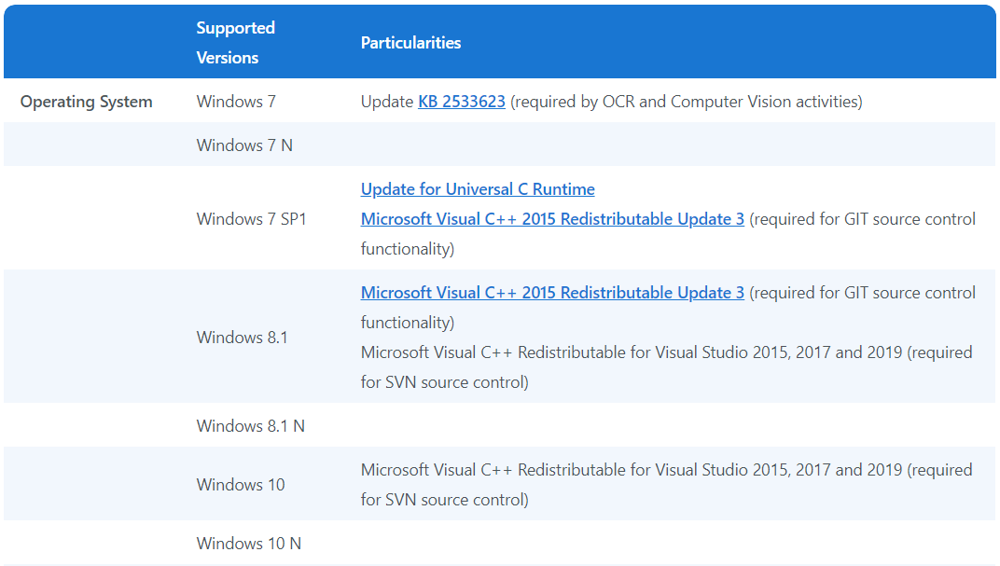 Supported
Versions
Particularities
Operating System
Windows 7
Update KB 2533623 (required by OCR and Computer Vision activities)
Windows 7 N
Windows 7 SP1
Update for Universal C Runtime
Microsoft Visual C++ 2015 Redistributable Update 3 (required for GIT source control
functionality)
Windows 8.1
Microsoft Visual C++ 2015 Redistributable Update 3 (required for GIT source control
functionality)
Microsoft Visual C++ Redistributable for Visual Studio 2015, 2017 and 2019 (required
for SVN source control)
Windows 8.1 N
Windows 10
Microsoft Visual C++ Redistributable for Visual Studio 2015, 2017 and 2019 (required
for SVN source control)
Windows 10 N